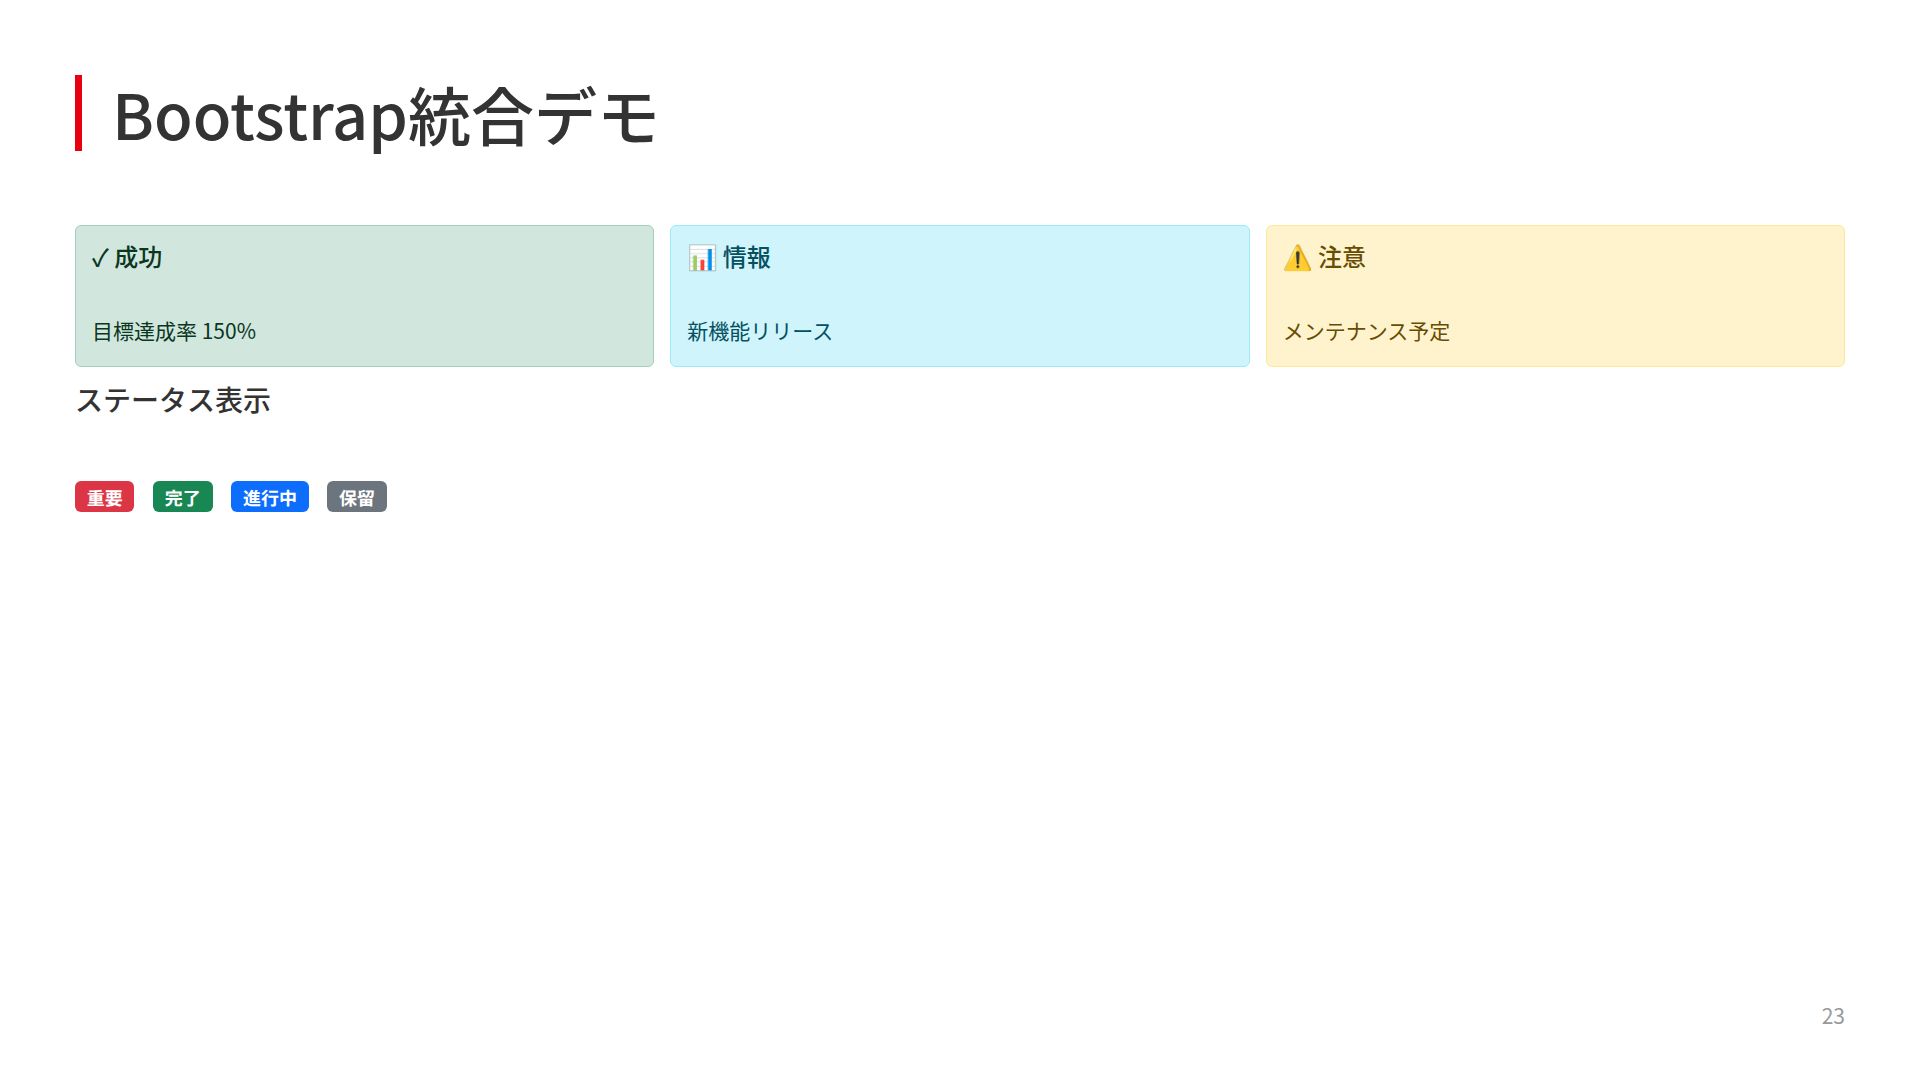 Bootstrap統合デモ
✓ 成功
目標達成率 150%
📊 情報
新機能リリース
⚠️ 注意
メンテナンス予定
ステータス表示
重要 完了 進行中 保留
23